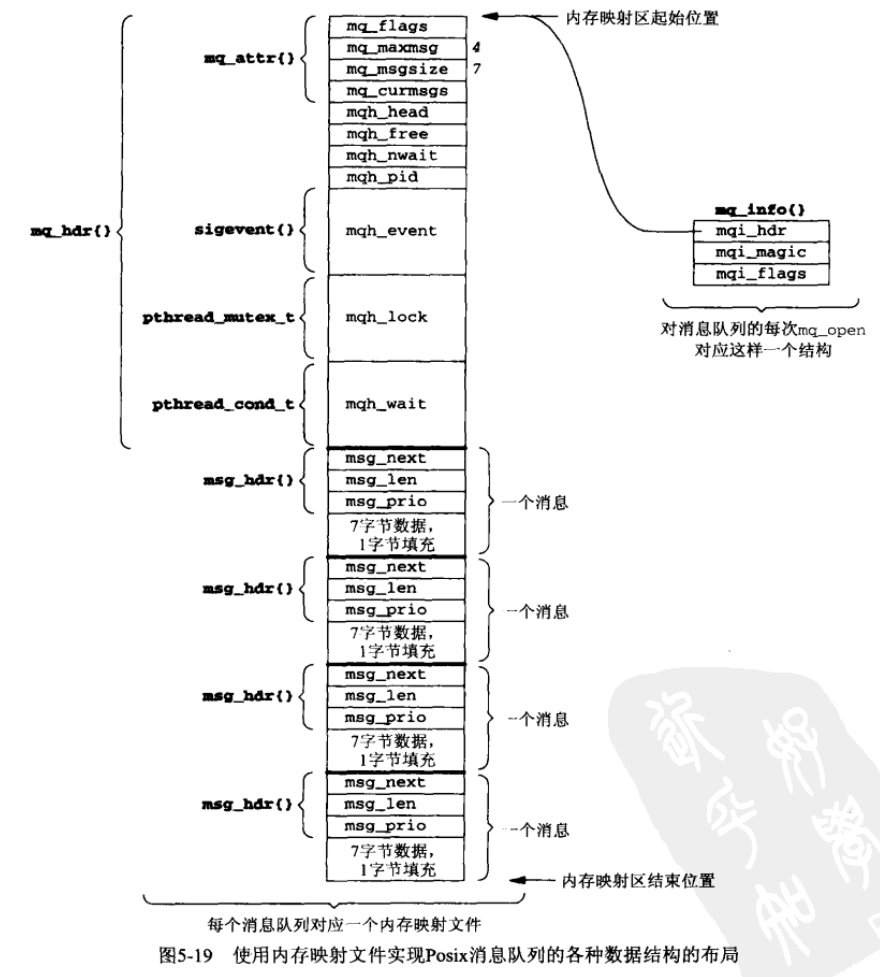 内存映射区起始位置
mq_attr{}
mq_flags
mq_maxmsg 4
mq_msgsize 7
mq_curmsgs
mqh_head
mqh_free
mqh_nwait
mqh_pid
mq_hdr{}
sigevent{}
mqh_event
pthread_mutex_t
mqh_lock
pthread_cond_t
mqh_wait
mq_info{}
mqi_hdr
mqi_magic
mqi_flags
对消息队列的每次mq_open
对应这样一个结构
msg_hdr{}
msg_next
msg_len
msg_prio
7字节数据,
1字节填充
一个消息
msg_hdr{}
msg_next
msg_len
msg_prio
7字节数据,
1字节填充
一个消息
msg_hdr{}
msg_next
msg_len
msg_prio
7字节数据,
1字节填充
一个消息
msg_hdr{}
msg_next
msg_len
msg_prio
7字节数据,
1字节填充
一个消息
内存映射区结束位置
每个消息队列对应一个内存映射文件
图5-19 使用内存映射文件实现Posix消息队列的各种数据结构的布局